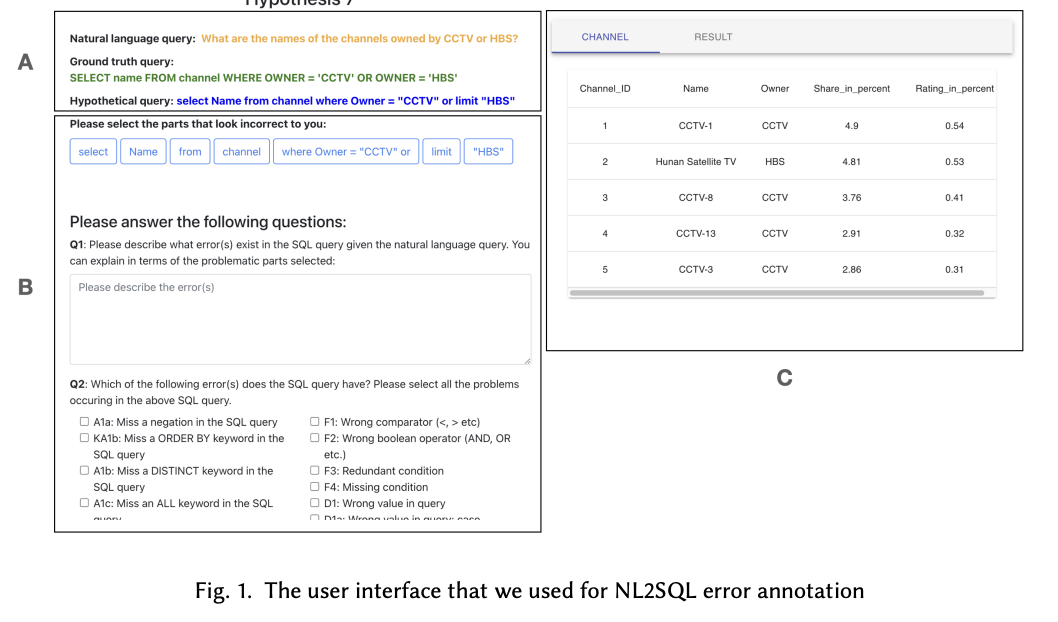 Hypothesis 7
A
Natural language query: What are the names of the channels owned by CCTV or HBS?
Ground truth query:
SELECT name FROM channel WHERE OWNER = 'CCTV' OR OWNER = 'HBS'
Hypothetical query: select Name from channel where Owner = "CCTV" or limit "HBS"
B
Please select the parts that look incorrect to you:
select Name from channel where Owner = "CCTV" or limit "HBS"
Please answer the following questions:
Q1: Please describe what error(s) exist in the SQL query given the natural language query. You
can explain in terms of the problematic parts selected:
Please describe the error(s)
Q2: Which of the following error(s) does the SQL query have? Please select all the problems
occuring in the above SQL query.
A1a: Miss a negation in the SQL query
KA1b: Miss a ORDER BY keyword in the
SQL query
A1b: Miss a DISTINCT keyword in the
SQL query
A1c: Miss an ALL keyword in the SQL
query
F1: Wrong comparator (<, > etc)
F2: Wrong boolean operator (AND, OR
etc.)
F3: Redundant condition
F4: Missing condition
D1: Wrong value in query
D1a: Wrong value in query: case
CHANNEL RESULT
Channel_ID Name Owner Share_in_percent Rating_in_percent
1 CCTV-1 CCTV 4.9 0.54
2 Hunan Satellite TV HBS 4.81 0.53
3 CCTV-8 CCTV 3.76 0.41
4 CCTV-13 CCTV 2.91 0.32
5 CCTV-3 CCTV 2.86 0.31
C
Fig. 1. The user interface that we used for NL2SQL error annotation